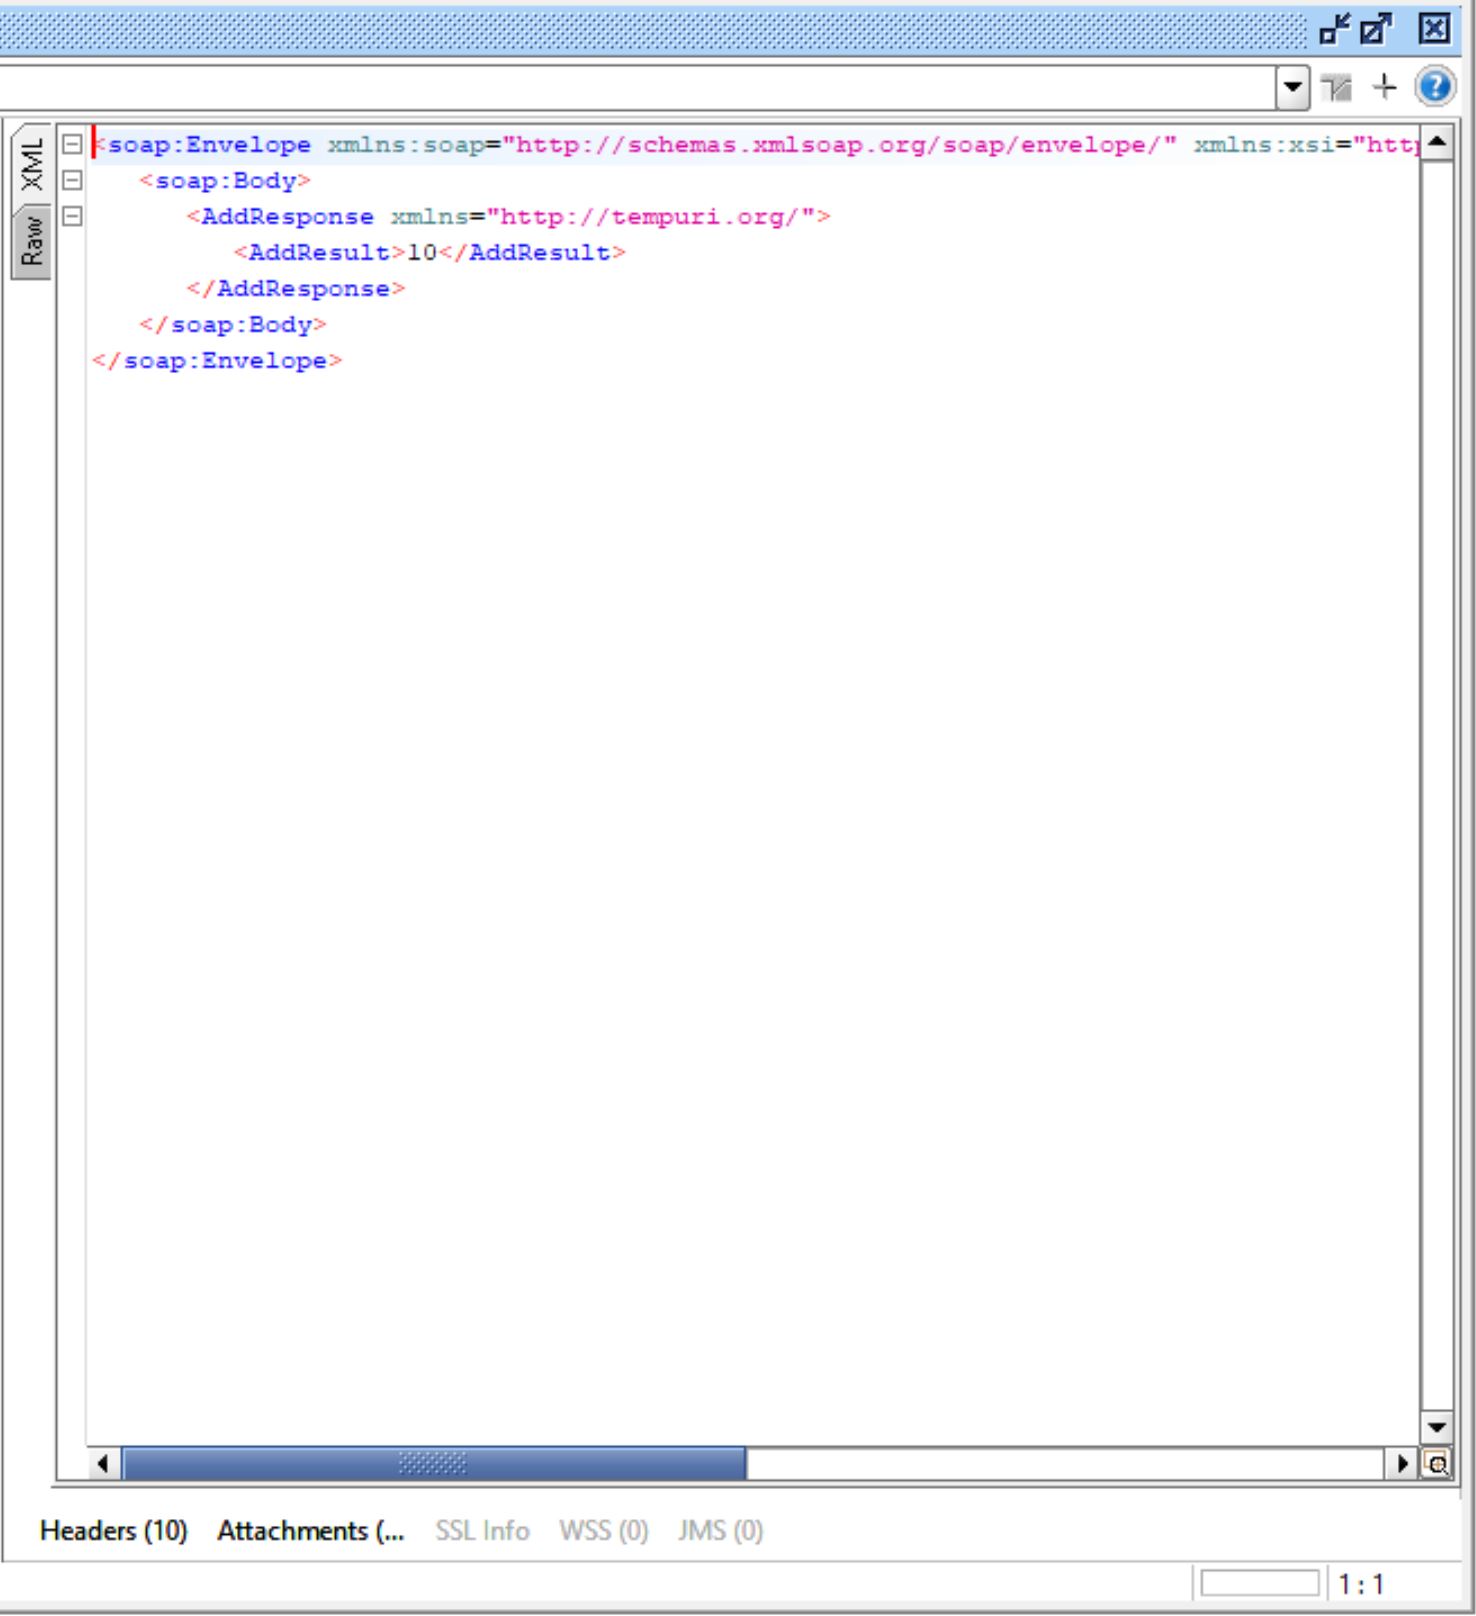 XML
Raw
<soap:Envelope xmlns:soap="http://schemas.xmlsoap.org/soap/envelope/" xmlns:xsi="http
<soap:Body>
<AddResponse xmlns="http://tempuri.org/">
<AddResult>10</AddResult>
</AddResponse>
</soap:Body>
</soap:Envelope>
Headers (10) Attachments (... SSL Info WSS (0) JMS (0)
1:1